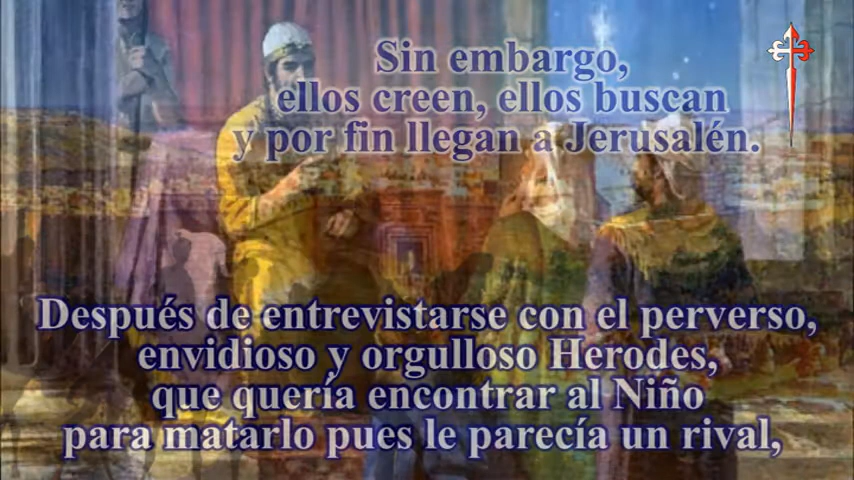 Sin embargo,
ellos creen, ellos buscan
y por fin llegan a Jerusalén.
Después de entrevistarse con el perverso,
envidioso y orgulloso Herodes,
que quería encontrar al Niño
para matarlo pues le parecía un rival,